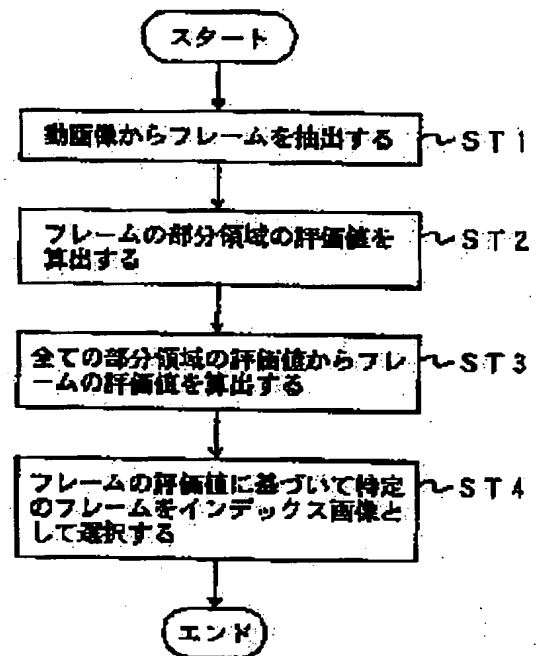 スタート
動画像からフレームを抽出する
ST1
フレームの部分領域の評価値を
ST2
算出する
全ての部分領域の評価値からフレ
ST3
ームの評価値を算出する
フレームの評価値に基づいて特定
ST4
のフレームをインデックス画像と
して選択する
エンド